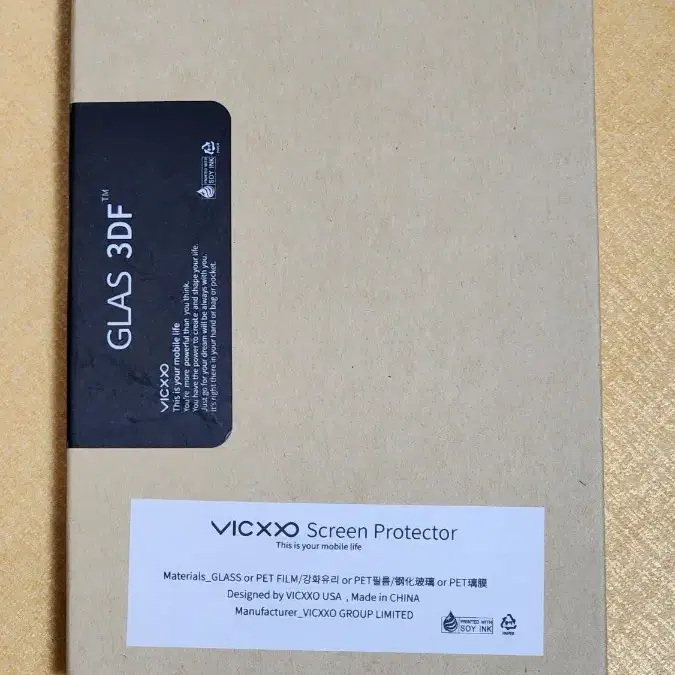 GLAS 3DF™
VICXXO
This is your mobile life
You're more powerful than you think.
You have the power to create and shape your life.
Just go for your dream will be always with you.
It's right there in your hand or bag or pocket.
PRINTED WITH
SOY INK
VICXXO Screen Protector
This is your mobile life
Materials_GLASS or PET FILM/강화유리 or PET필름/钢化玻璃 or PET璃膜
Designed by VICXXO USA , Made in CHINA
Manufacturer_VICXXO GROUP LIMITED
PRINTED WITH
SOY INK